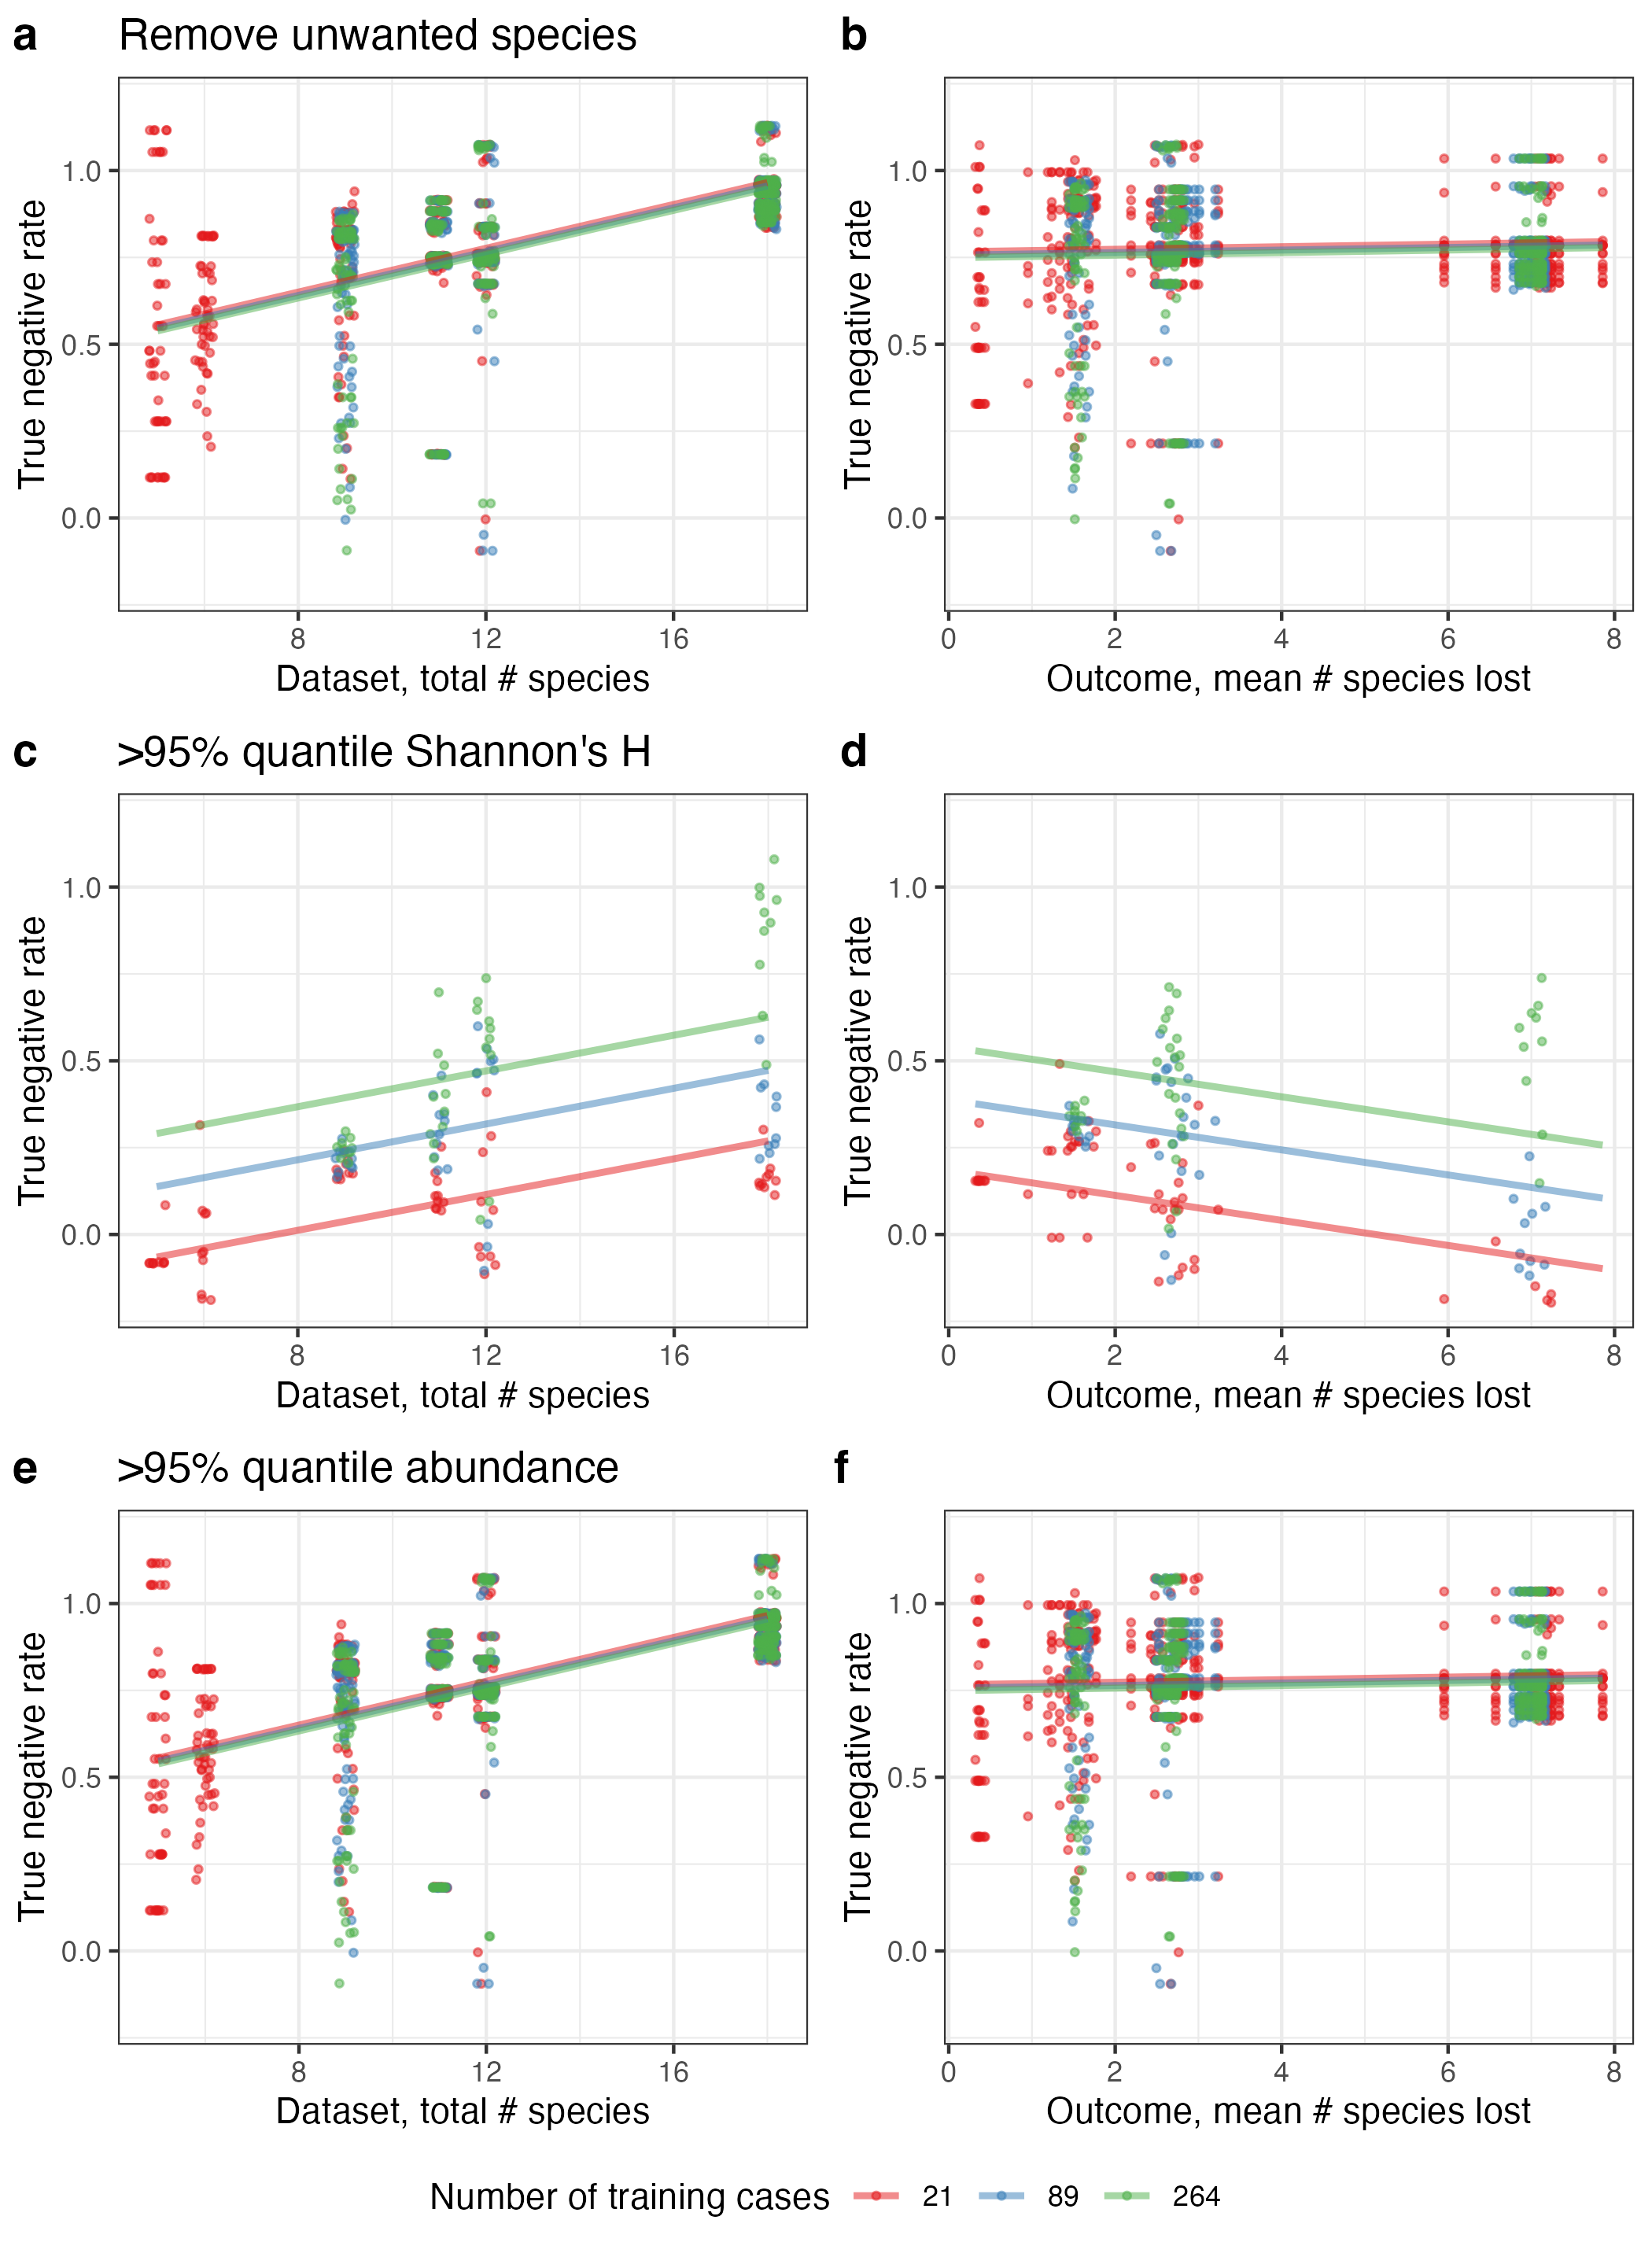 a Remove unwanted species
b
True negative rate
1.0
0.5
0.0
8 12 16
Dataset, total # species
True negative rate
1.0
0.5
0.0
0 2 4 6 8
Outcome, mean # species lost
c >95% quantile Shannon's H
d
True negative rate
1.0
0.5
0.0
8 12 16
Dataset, total # species
True negative rate
1.0
0.5
0.0
0 2 4 6 8
Outcome, mean # species lost
e >95% quantile abundance
f
True negative rate
1.0
0.5
0.0
8 12 16
Dataset, total # species
True negative rate
1.0
0.5
0.0
0 2 4 6 8
Outcome, mean # species lost
Number of training cases 21 89 264